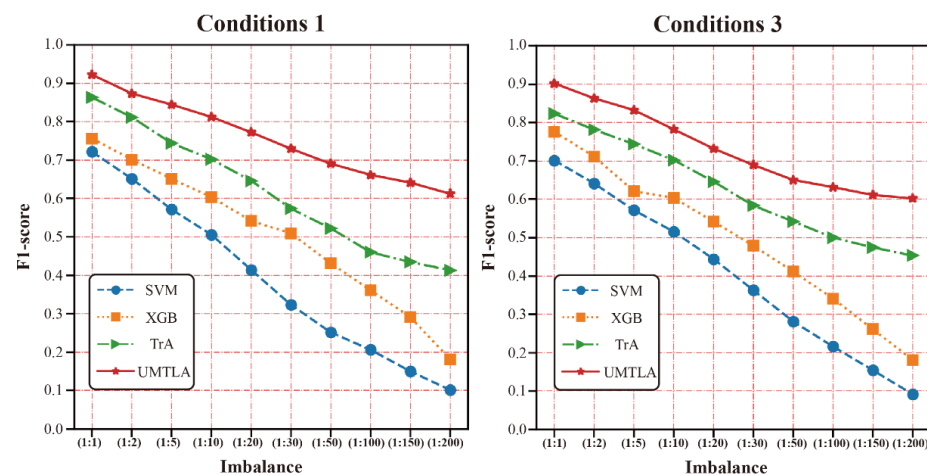 Conditions 1
1.0
0.9
0.8
0.7
0.6
0.5
0.4
0.3
0.2
0.1
0.0
F1-score
SVM
XGB
TrA
UMTLA
(1:1) (1:2) (1:5) (1:10) (1:20) (1:30) (1:50) (1:100) (1:150) (1:200)
Imbalance
Conditions 3
1.0
0.9
0.8
0.7
0.6
0.5
0.4
0.3
0.2
0.1
0.0
F1-score
SVM
XGB
TrA
UMTLA
(1:1) (1:2) (1:5) (1:10) (1:20) (1:30) (1:50) (1:100) (1:150) (1:200)
Imbalance